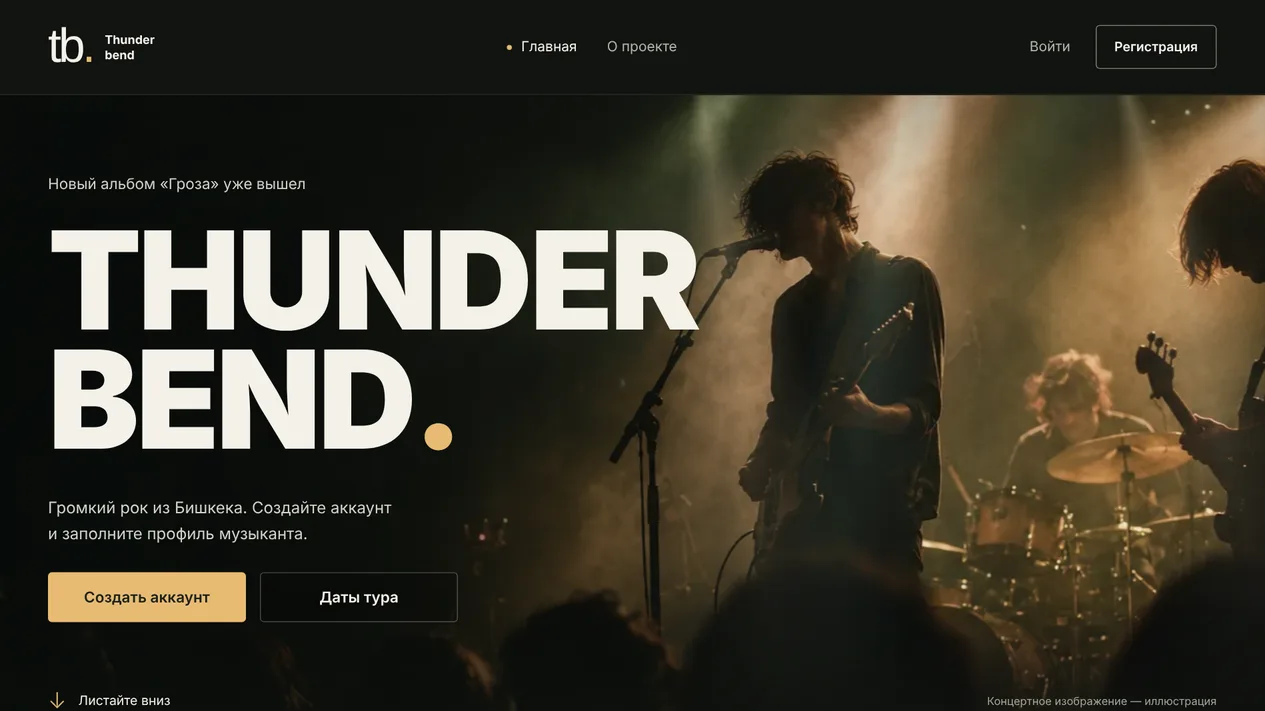 tb.
Thunder
bend
Главная
О проекте
Войти
Регистрация
Новый альбом «Гроза» уже вышел
THUNDER
BEND.
Громкий рок из Бишкека. Создайте аккаунт
и заполните профиль музыканта.
Создать аккаунт
Даты тура
Листайте вниз
Концертное изображение — иллюстрация